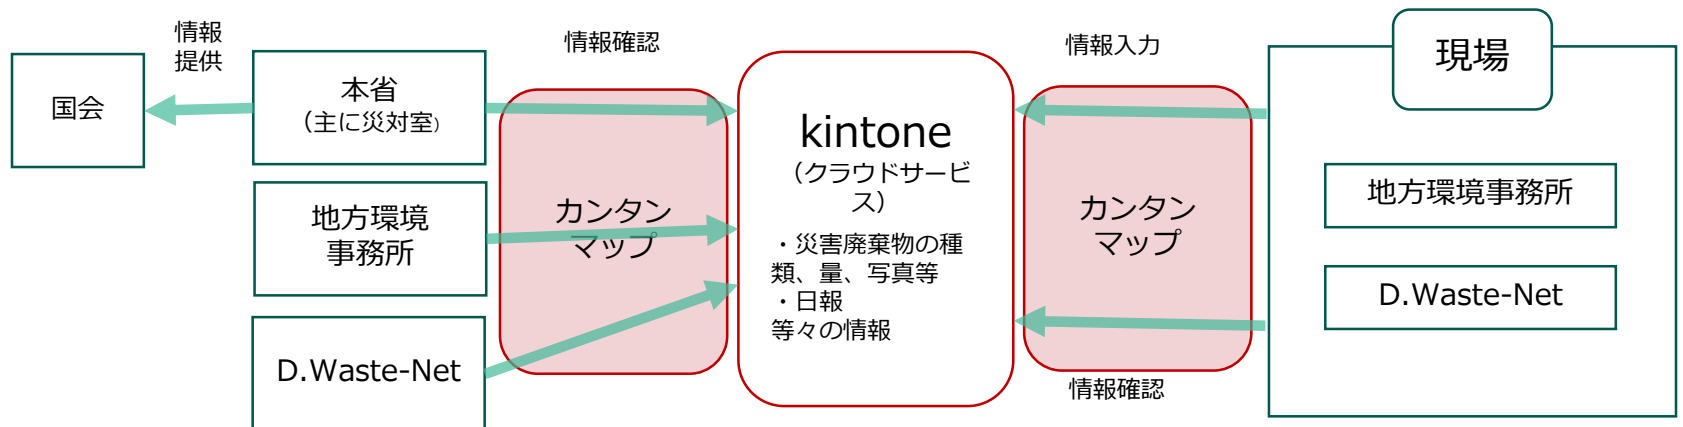 情報
提供
国会
本省
（主に災対室）
地方環境
事務所
D.Waste-Net
情報確認
カンタン
マップ
kintone
（クラウドサービ
ス）
・災害廃棄物の種
類、量、写真等
・日報
等々の情報
情報入力
カンタン
マップ
情報確認
現場
地方環境事務所
D.Waste-Net